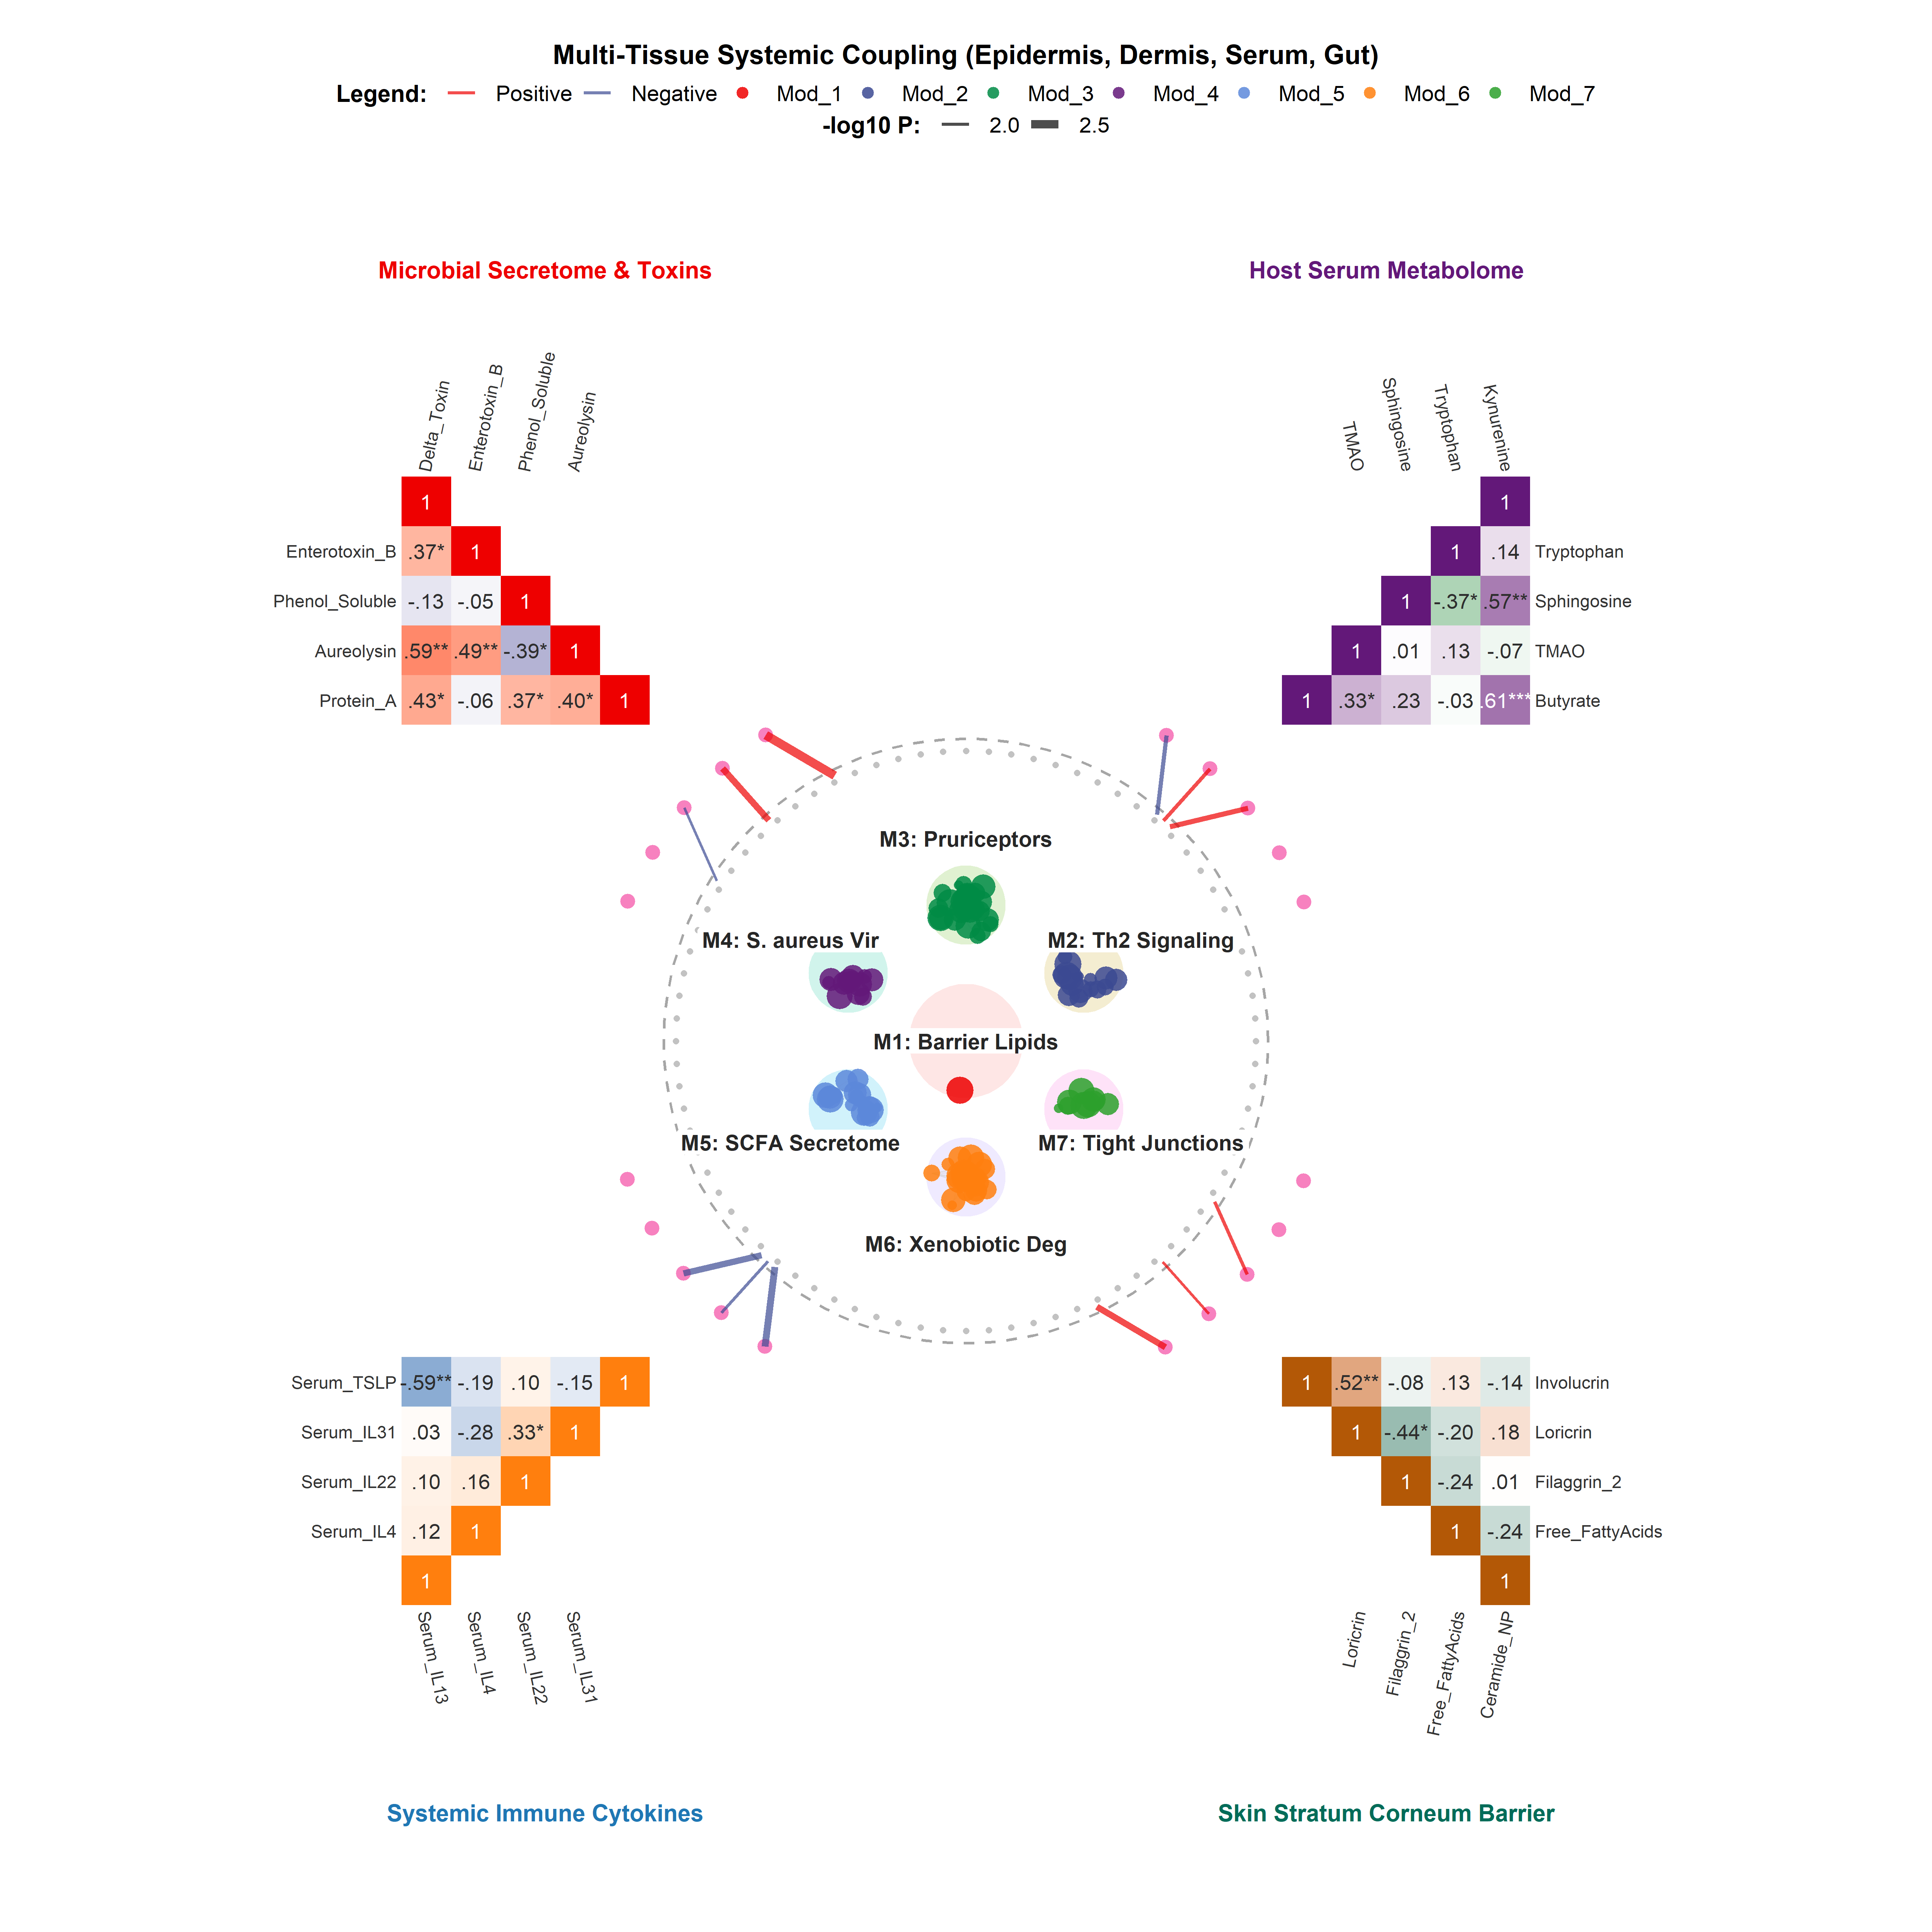 Multi-Tissue Systemic Coupling (Epidermis, Dermis, Serum, Gut)
Legend: Positive Negative Mod_1 Mod_2 Mod_3 Mod_4 Mod_5 Mod_6 Mod_7
-log10 P: 2.0 2.5
Microbial Secretome & Toxins
Delta_Toxin Enterotoxin_B Phenol_Soluble Aureolysin
1
Enterotoxin_B .37* 1
Phenol_Soluble -.13 -.05 1
Aureolysin .59** .49** -.39* 1
Protein_A .43* -.06 .37* .40* 1
Host Serum Metabolome
TMAO Sphingosine Tryptophan Kynurenine
1
1 .14 Tryptophan
1 -.37* .57** Sphingosine
1 .01 .13 -.07 TMAO
1 .33* .23 -.03 .61*** Butyrate
M3: Pruriceptors
M4: S. aureus Vir
M2: Th2 Signaling
M1: Barrier Lipids
M5: SCFA Secretome
M7: Tight Junctions
M6: Xenobiotic Deg
Serum_TSLP -.59** -.19 .10 -.15 1
Serum_IL31 .03 -.28 .33* 1
Serum_IL22 .10 .16 1
Serum_IL4 .12 1
1
Serum_IL13 Serum_IL4 Serum_IL22 Serum_IL31
Systemic Immune Cytokines
1 .52** -.08 .13 -.14 Involucrin
1 -.44* -.20 .18 Loricrin
1 -.24 .01 Filaggrin_2
1 -.24 Free_FattyAcids
1
Loricrin Filaggrin_2 Free_FattyAcids Ceramide_NP
Skin Stratum Corneum Barrier